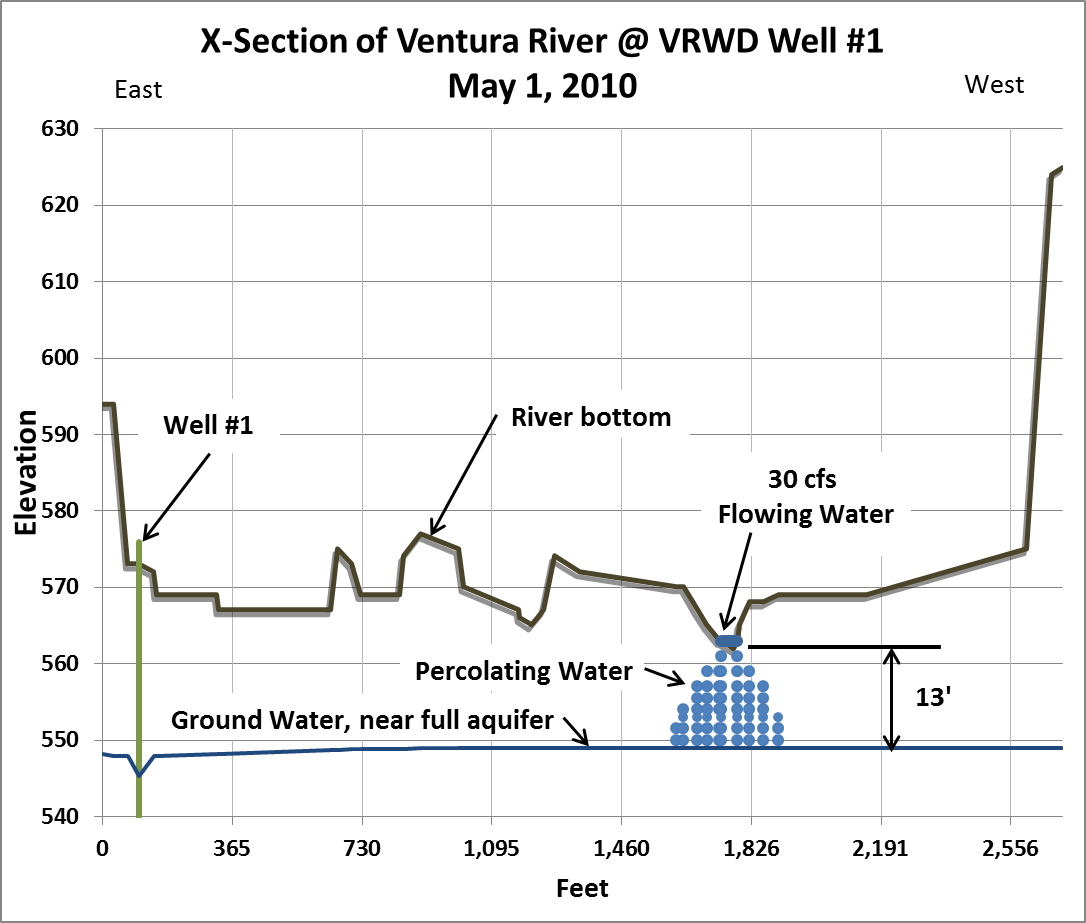 X-Section of Ventura River @ VRWD Well #1
May 1, 2010
East
West
630
620
610
600
590
580
570
560
550
540
Elevation
Well #1
River bottom
30 cfs
Flowing Water
Percolating Water
13'
Ground Water, near full aquifer
0
365
730
1,095
1,460
1,826
2,191
2,556
Feet